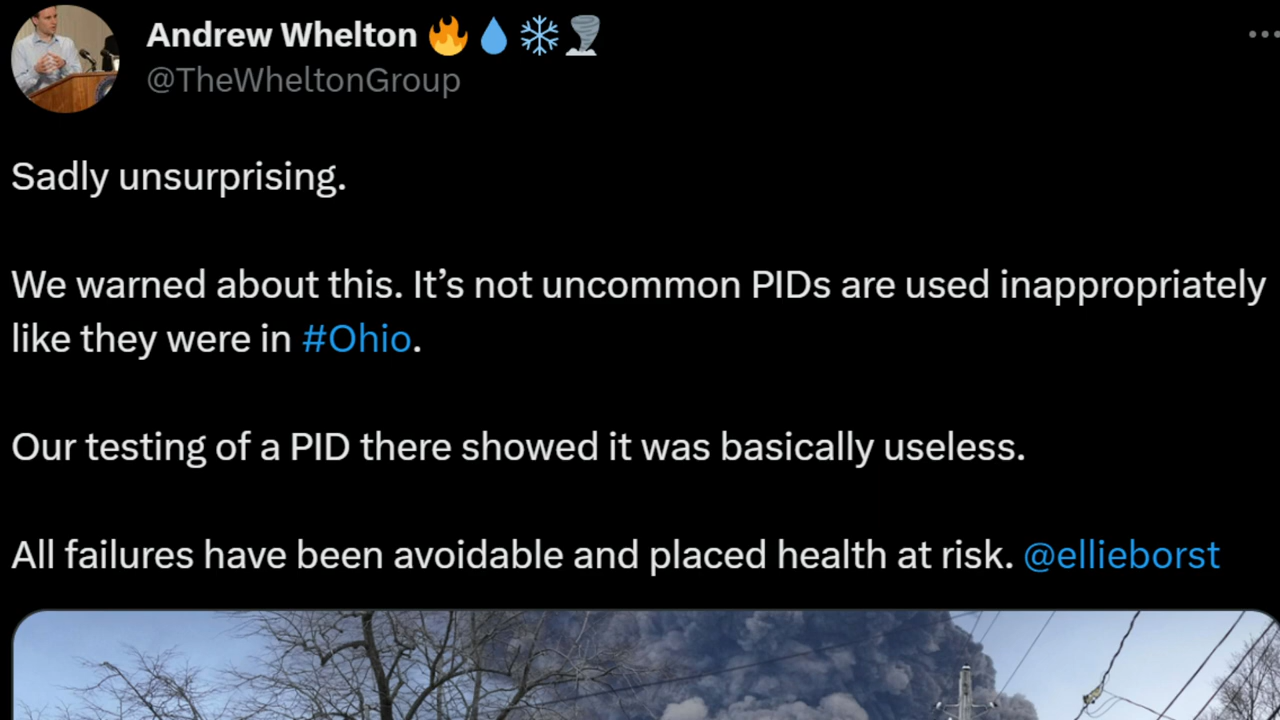 Andrew Whelton 🔥💧❄️🌪️
@TheWheltonGroup
Sadly unsurprising.
We warned about this. It’s not uncommon PIDs are used inappropriately
like they were in #Ohio.
Our testing of a PID there showed it was basically useless.
All failures have been avoidable and placed health at risk. @ellieborst